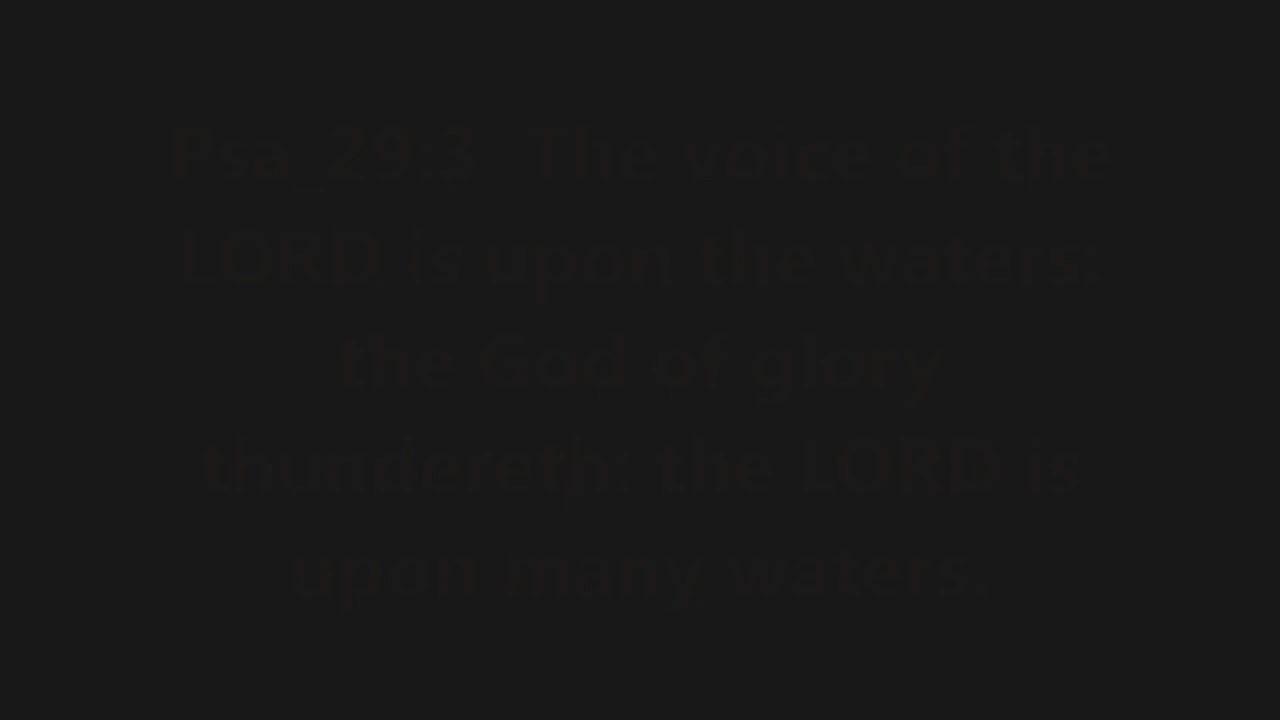 Psa_29:3  The voice of the
LORD is upon the waters:
the God of glory
thundereth: the LORD is
upon many waters.